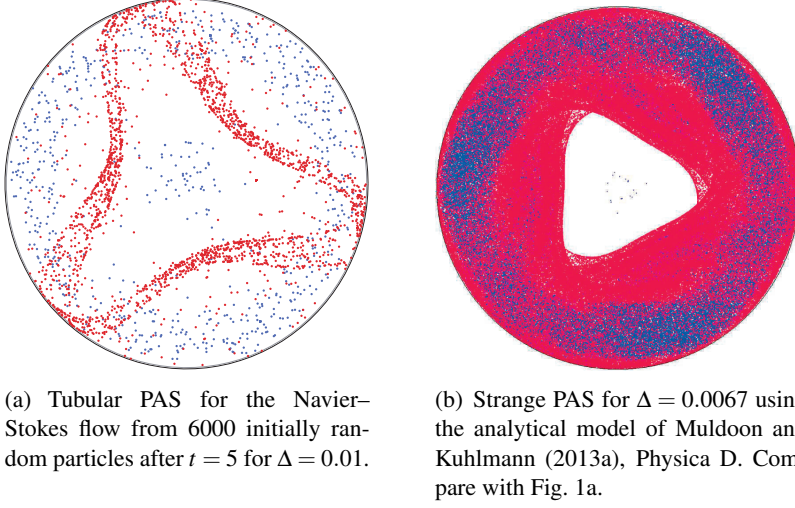 (a) Tubular PAS for the Navier–
Stokes flow from 6000 initially ran-
dom particles after t = 5 for Δ = 0.01.
(b) Strange PAS for Δ = 0.0067 usin
the analytical model of Muldoon an
Kuhlmann (2013a), Physica D. Com
pare with Fig. 1a.